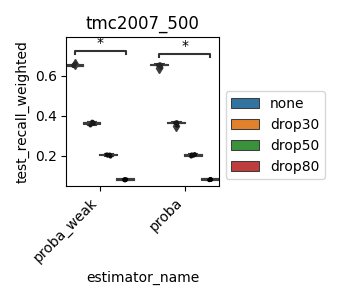 tmc2007_500
*
*
test_recall_weighted
0.6
0.4
0.2
none
drop30
drop50
drop80
proba_weak
proba
estimator_name